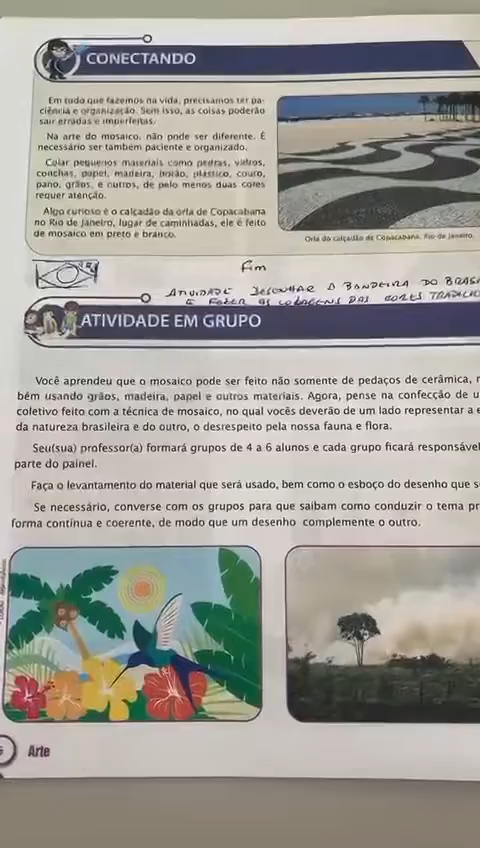 CONECTANDO
Em tudo que fazemos na vida, precisamos ter pa-
ciência e organização. Sem isso, as coisas poderão
sair erradas e imperfeitas.
Na arte do mosaico, não pode ser diferente. É
necessário ser também paciente e organizado.
Colar pequenos materiais como pedras, vidros,
conchas, papel, madeira, botão, plástico, couro,
pano, grãos, e outros, de pelo menos duas cores
requer atenção.
Algo curioso é o calçadão da orla de Copacabana
no Rio de Janeiro, lugar de caminhadas, ele é feito
de mosaico em preto e branco.
Orla do calçadão de Copacabana. Rio de Janeiro.
Fim
ATIVIDADE DESENHAR A BANDEIRA DO
E FAZER AS COLAGENS DAS CORES
ATIVIDADE EM GRUPO
Você aprendeu que o mosaico pode ser feito não somente de pedaços de cerâmica,
bém usando grãos, madeira, papel e outros materiais. Agora, pense na confecção de
coletivo feito com a técnica de mosaico, no qual vocês deverão de um lado representar a
da natureza brasileira e do outro, o desrespeito pela nossa fauna e flora.
Seu(sua) professor(a) formará grupos de 4 a 6 alunos e cada grupo ficará responsável
parte do painel.
Faça o levantamento do material que será usado, bem como o esboço do desenho que
Se necessário, converse com os grupos para que saibam como conduzir o tema
forma contínua e coerente, de modo que um desenho complemente o outro.
Arte